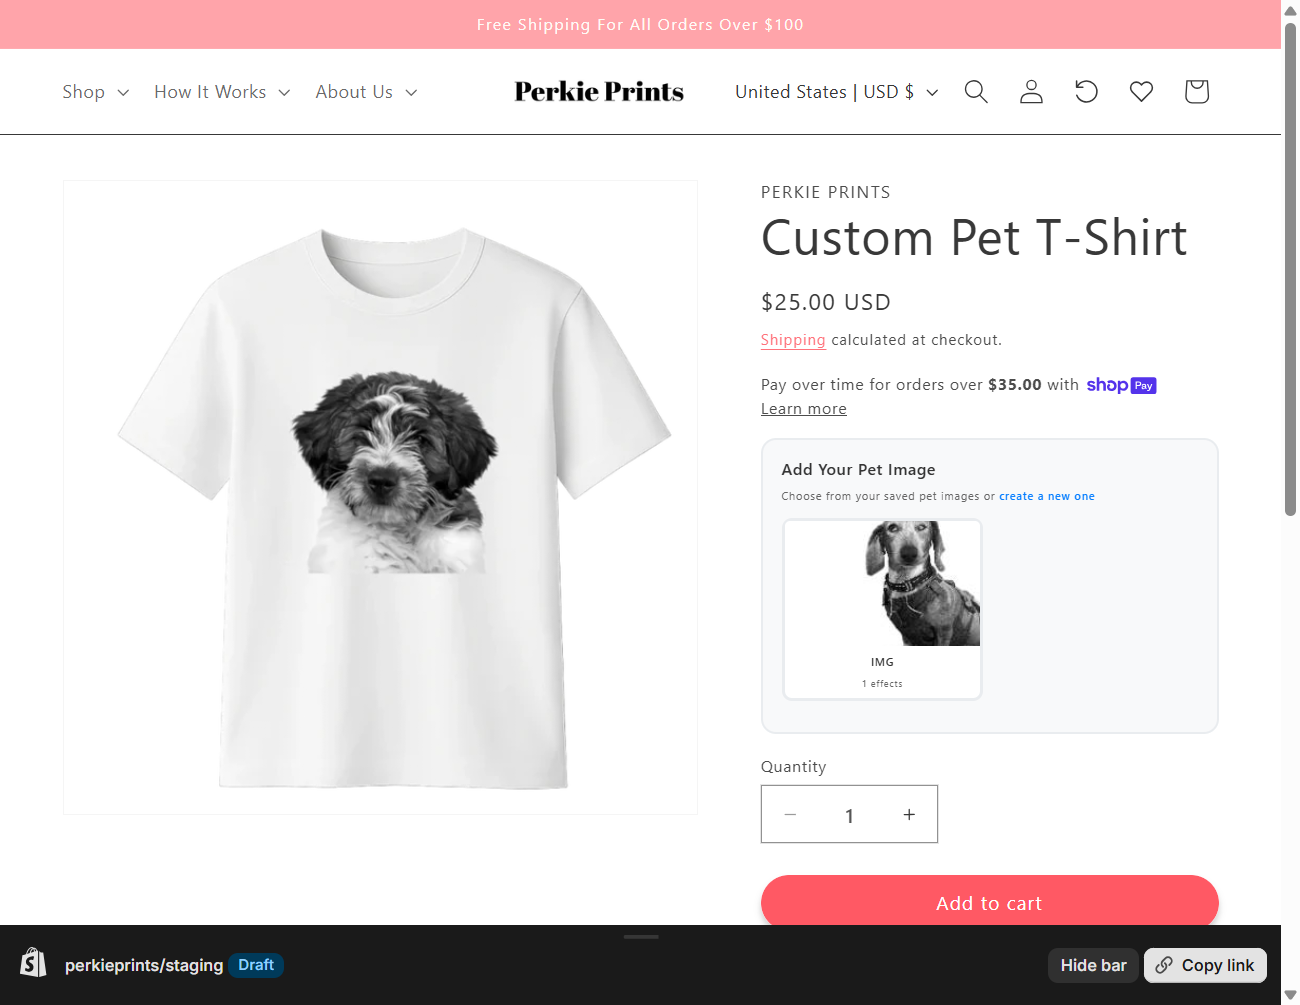 Free Shipping For All Orders Over $100
Shop
How It Works
About Us
Perkie Prints
United States | USD $
PERKIE PRINTS
Custom Pet T-Shirt
$25.00 USD
Shipping calculated at checkout.
Pay over time for orders over $35.00 with shop Pay
Learn more
Add Your Pet Image
Choose from your saved pet images or create a new one
IMG
1 effects
Quantity
1
Add to cart
perkieprints/staging
Draft
Hide bar
Copy link